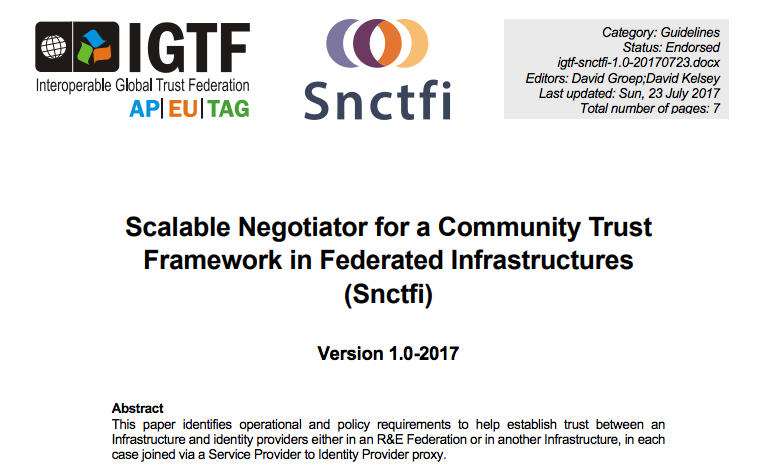 IGTF
Interoperable Global Trust Federation
AP|EU|TAG
Snctfi
Category: Guidelines
Status: Endorsed
igtf-snctfi-1.0-20170723.docx
Editors: David Groep;David Kelsey
Last updated: Sun, 23 July 2017
Total number of pages: 7
Scalable Negotiator for a Community Trust
Framework in Federated Infrastructures
(Snctfi)
Version 1.0-2017
Abstract
This paper identifies operational and policy requirements to help establish trust between an
Infrastructure and identity providers either in an R&E Federation or in another Infrastructure, in each
case joined via a Service Provider to Identity Provider proxy.